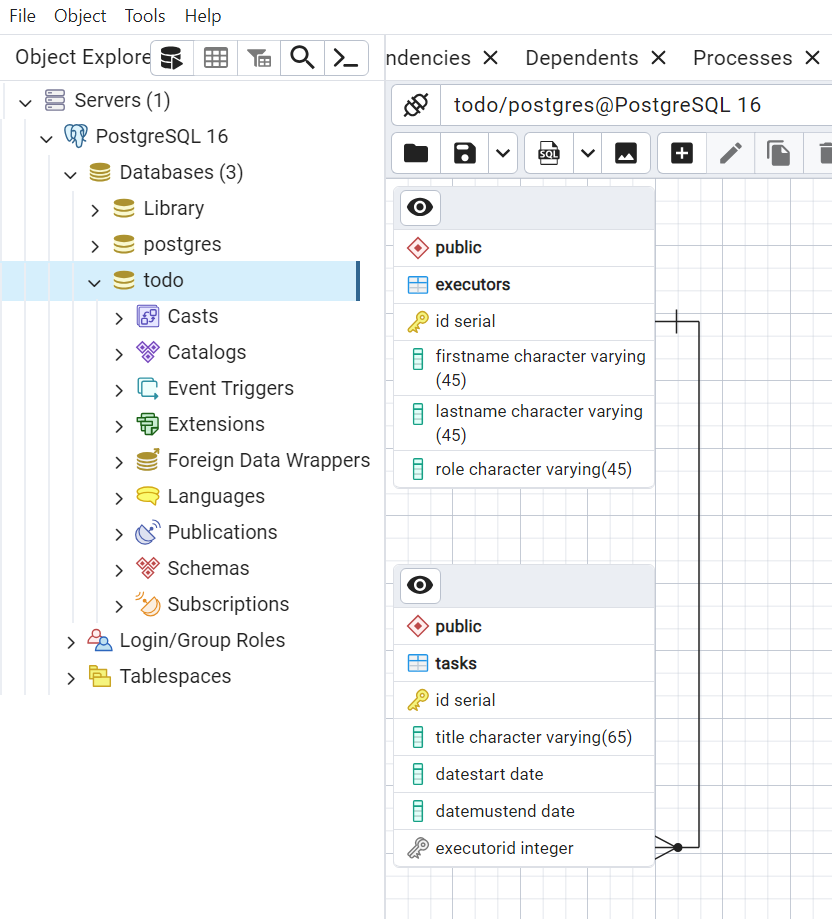 File Object Tools Help
Object Explore
ndencies Dependents Processes
Servers (1)
PostgreSQL 16
Databases (3)
Library
postgres
todo
Casts
Catalogs
Event Triggers
Extensions
Foreign Data Wrappers
Languages
Publications
Schemas
Subscriptions
Login/Group Roles
Tablespaces
todo/postgres@PostgreSQL 16
SQL
public
executors
id serial
firstname character varying
(45)
lastname character varying
(45)
role character varying(45)
public
tasks
id serial
title character varying(65)
datestart date
datemustend date
executorid integer